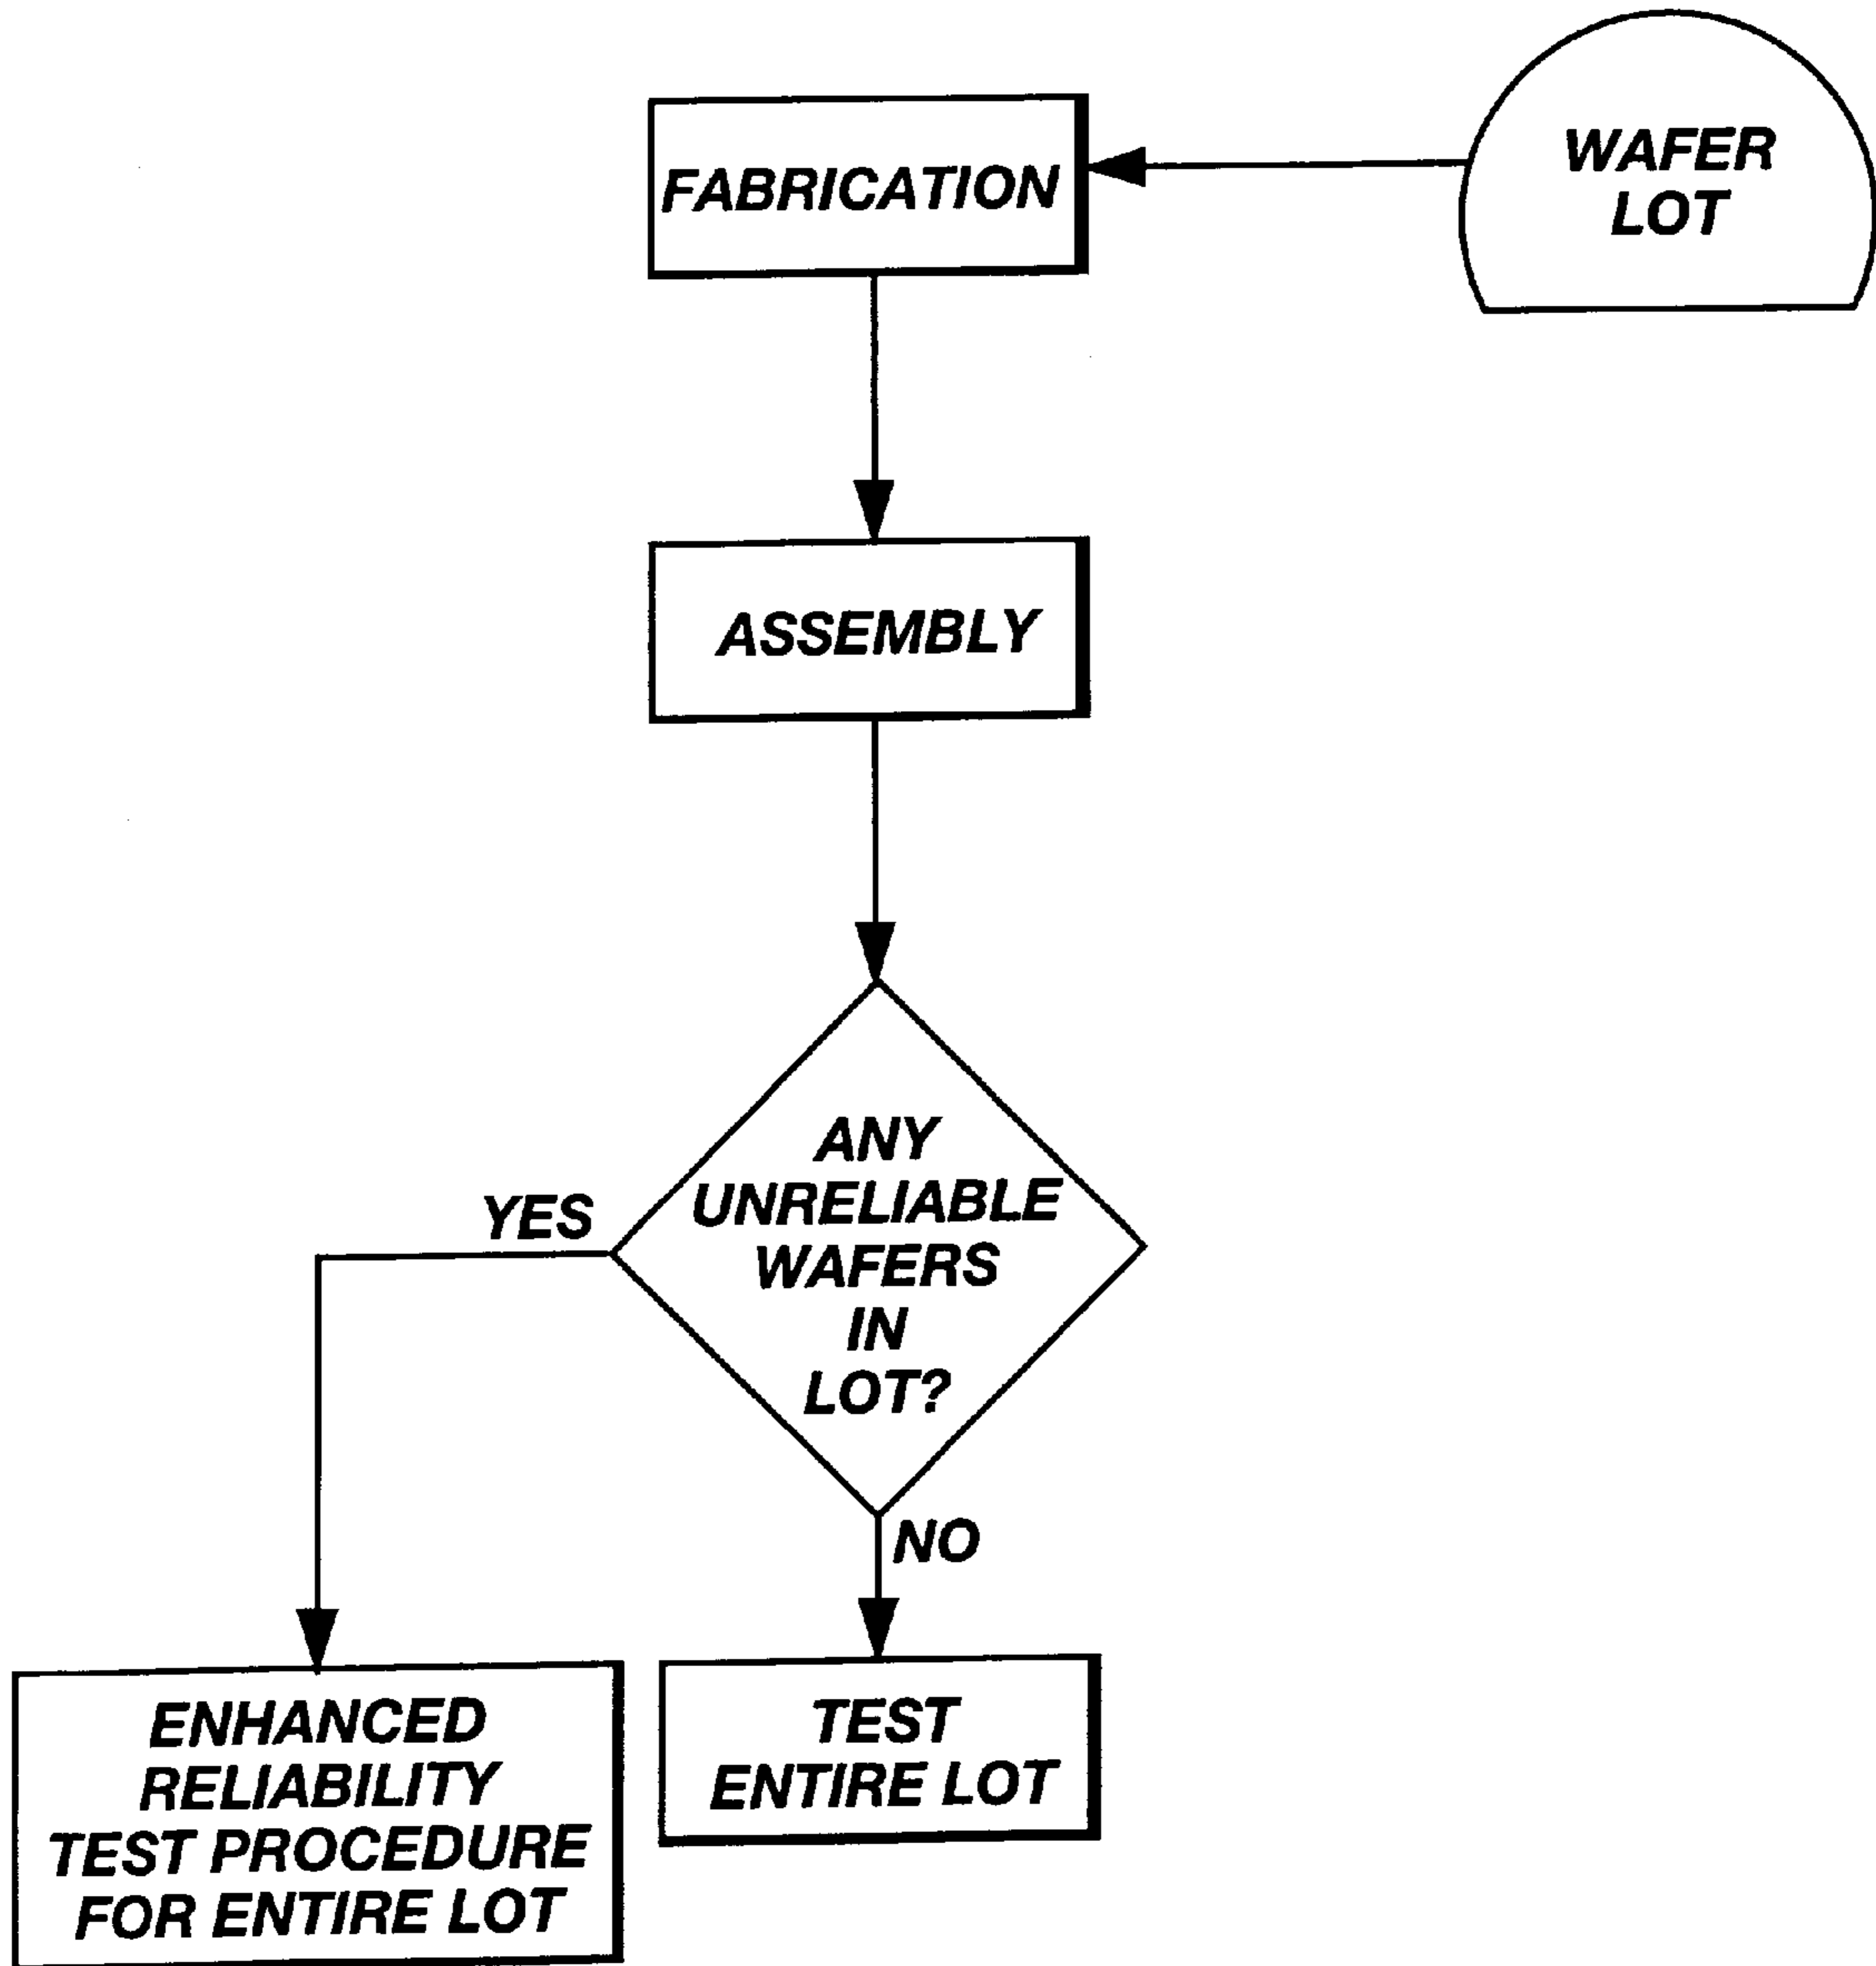 WAFER
LOT
FABRICATION
ASSEMBLY
ANY
UNRELIABLE
WAFERS
IN
LOT?
YES
NO
ENHANCED
RELIABILITY
TEST PROCEDURE
FOR ENTIRE LOT
TEST
ENTIRE LOT